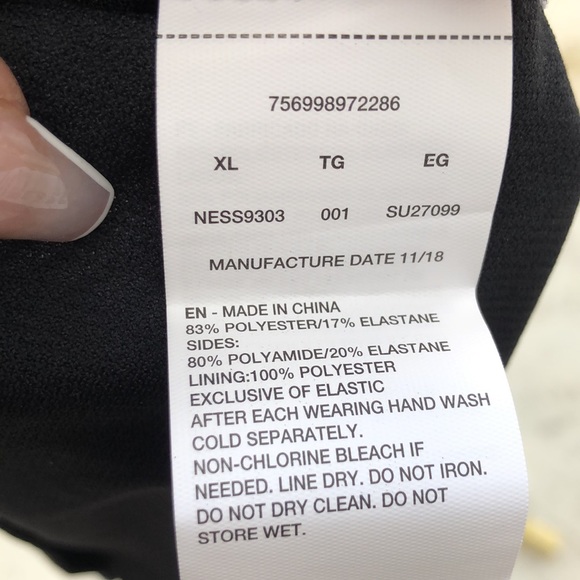 756998972286
XL TG EG
NESS9303 001 SU27099
MANUFACTURE DATE 11/18
EN - MADE IN CHINA
83% POLYESTER/17% ELASTANE
SIDES:
80% POLYAMIDE/20% ELASTANE
LINING:100% POLYESTER
EXCLUSIVE OF ELASTIC
AFTER EACH WEARING HAND WASH
COLD SEPARATELY.
NON-CHLORINE BLEACH IF
NEEDED. LINE DRY. DO NOT IRON.
DO NOT DRY CLEAN. DO NOT
STORE WET.